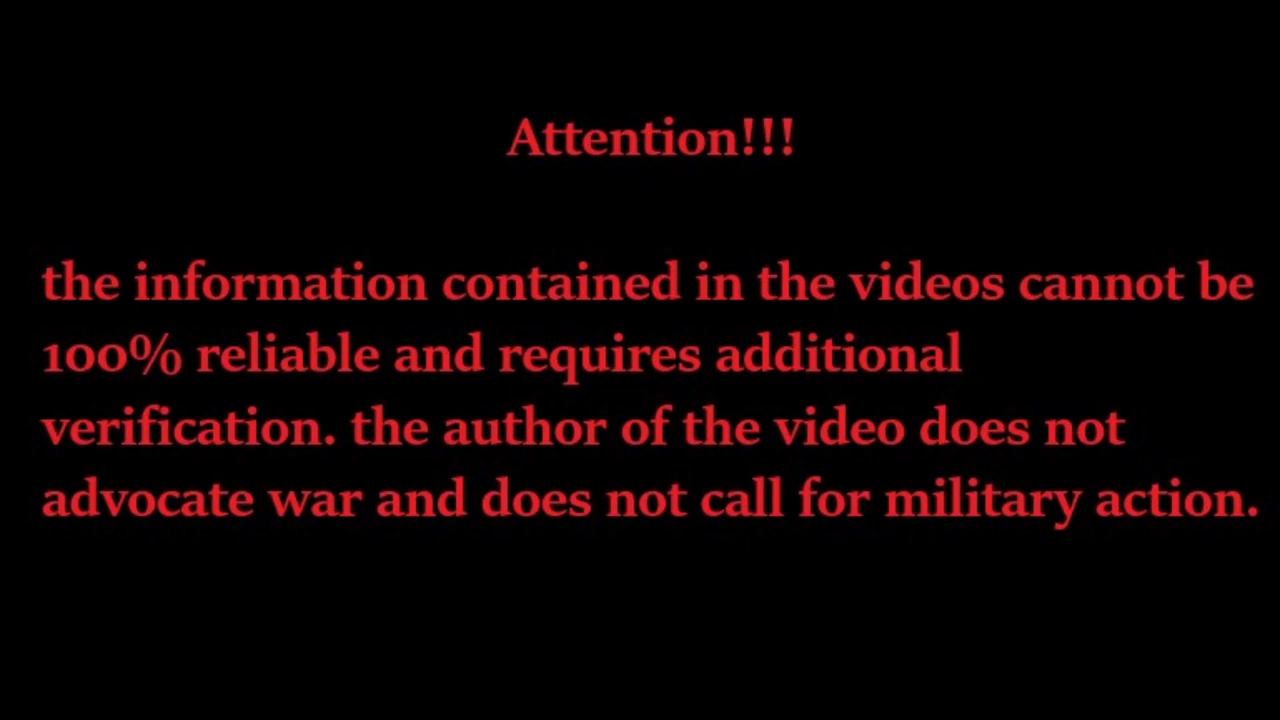 Attention!!!
the information contained in the videos cannot be
100% reliable and requires additional
verification. the author of the video does not
advocate war and does not call for military action.